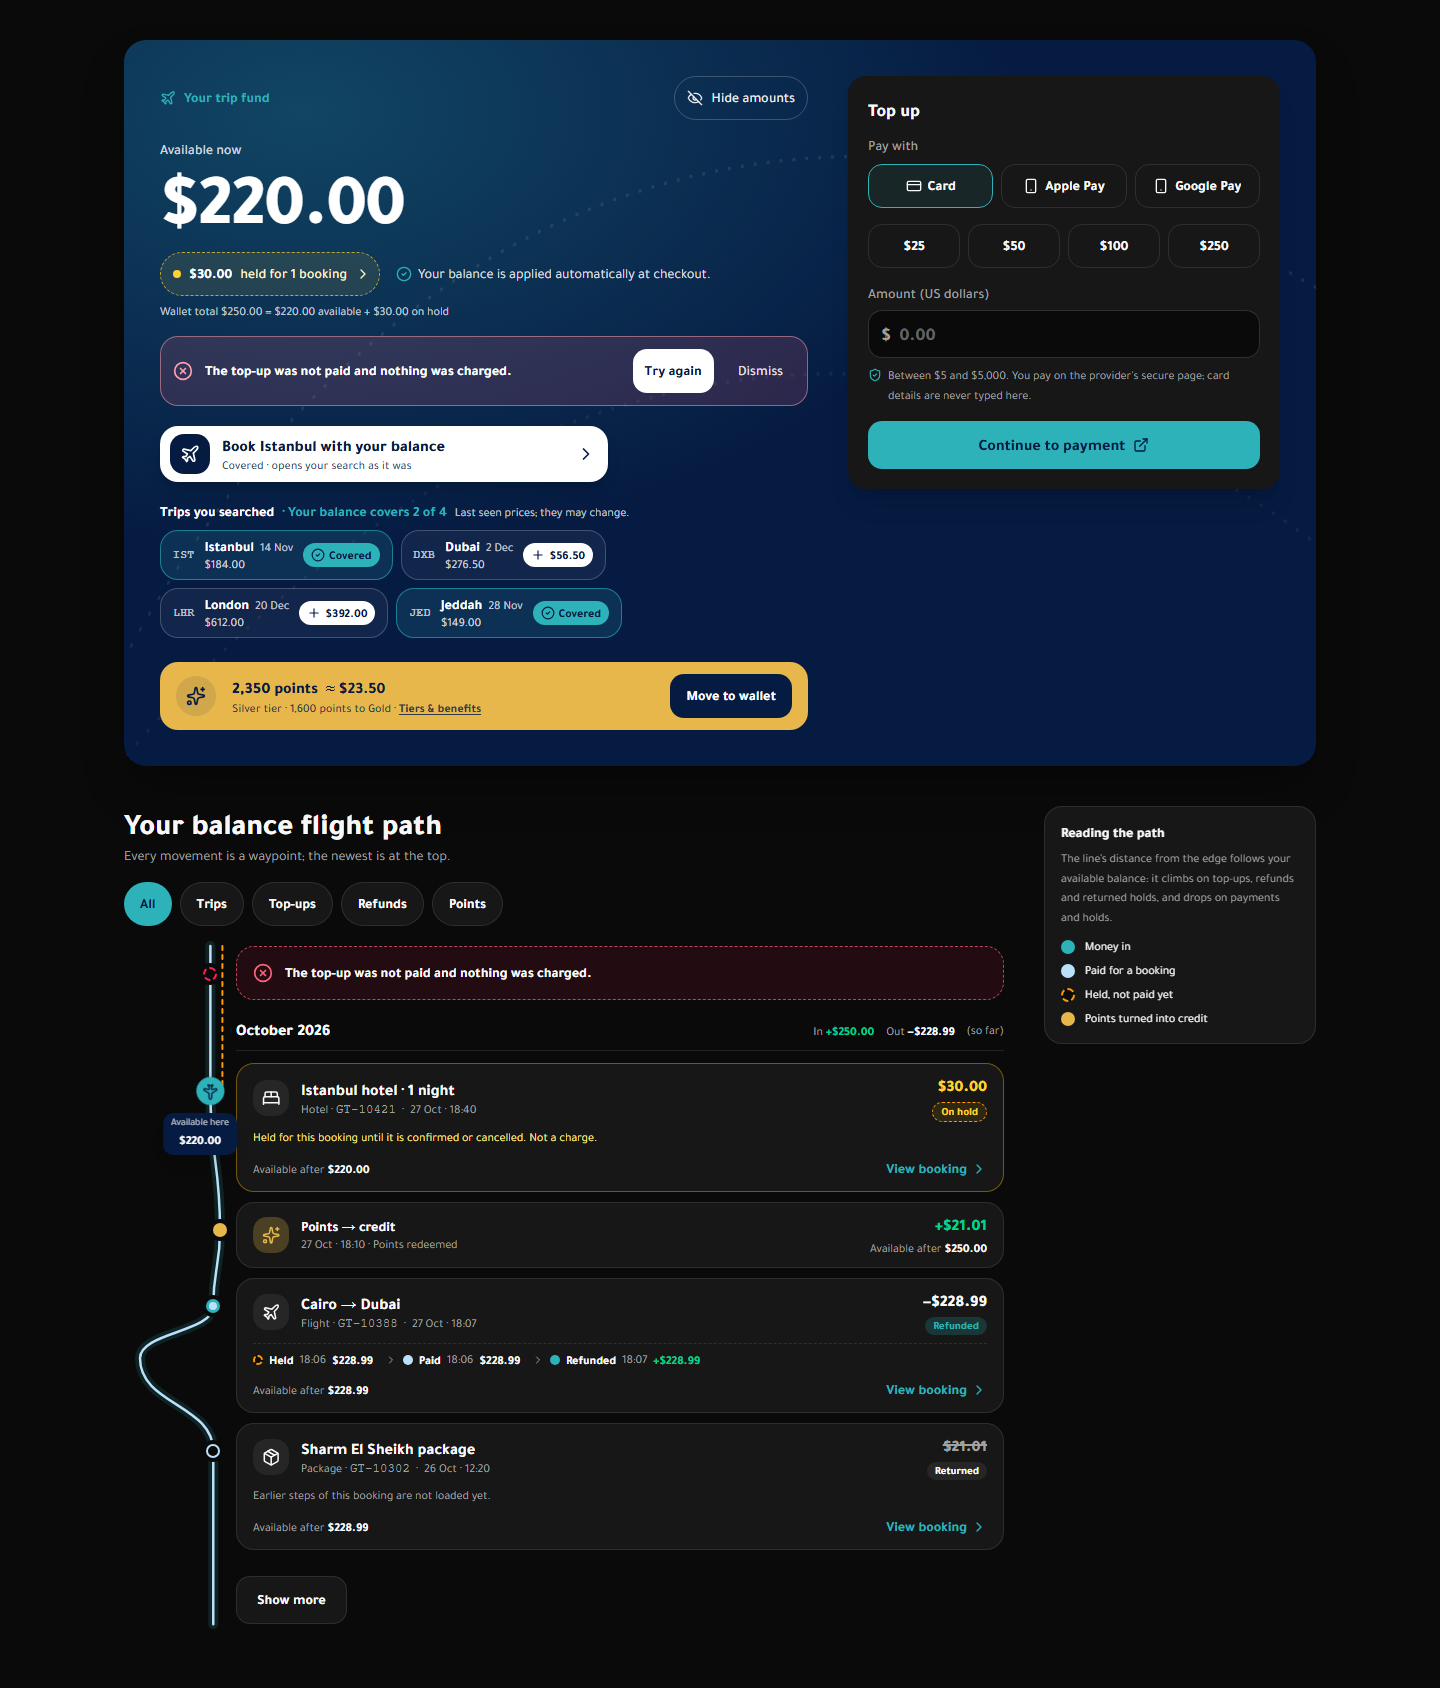 Your trip fund
Hide amounts
Available now
$220.00
$30.00 held for 1 booking
Your balance is applied automatically at checkout.
Wallet total $250.00 = $220.00 available + $30.00 on hold
The top-up was not paid and nothing was charged.
Try again
Dismiss
Book Istanbul with your balance
Covered · opens your search as it was
Trips you searched · Your balance covers 2 of 4 Last seen prices; they may change.
IST Istanbul 14 Nov
$184.00
Covered
DXB Dubai 2 Dec
$276.50
+ $56.50
LHR London 20 Dec
$612.00
+ $392.00
JED Jeddah 28 Nov
$149.00
Covered
2,350 points ≈ $23.50
Silver tier · 1,600 points to Gold · Tiers & benefits
Move to wallet
Top up
Pay with
Card
Apple Pay
Google Pay
$25
$50
$100
$250
Amount (US dollars)
$ 0.00
Between $5 and $5,000. You pay on the provider's secure page; card
details are never typed here.
Continue to payment
Your balance flight path
Every movement is a waypoint; the newest is at the top.
All
Trips
Top-ups
Refunds
Points
The top-up was not paid and nothing was charged.
October 2026
In +$250.00 Out −$228.99 (so far)
Istanbul hotel · 1 night
Hotel · GT-10421 · 27 Oct · 18:40
$30.00
On hold
Held for this booking until it is confirmed or cancelled. Not a charge.
Available after $220.00
View booking
Available here
$220.00
Points → credit
27 Oct · 18:10 · Points redeemed
+$21.01
Available after $250.00
Cairo → Dubai
Flight · GT-10388 · 27 Oct · 18:07
−$228.99
Refunded
Held 18:06 $228.99
Paid 18:06 $228.99
Refunded 18:07 +$228.99
Available after $228.99
View booking
Sharm El Sheikh package
Package · GT-10302 · 26 Oct · 12:20
$21.01
Returned
Earlier steps of this booking are not loaded yet.
Available after $228.99
View booking
Show more
Reading the path
The line's distance from the edge follows your
available balance: it climbs on top-ups, refunds
and returned holds, and drops on payments
and holds.
Money in
Paid for a booking
Held, not paid yet
Points turned into credit